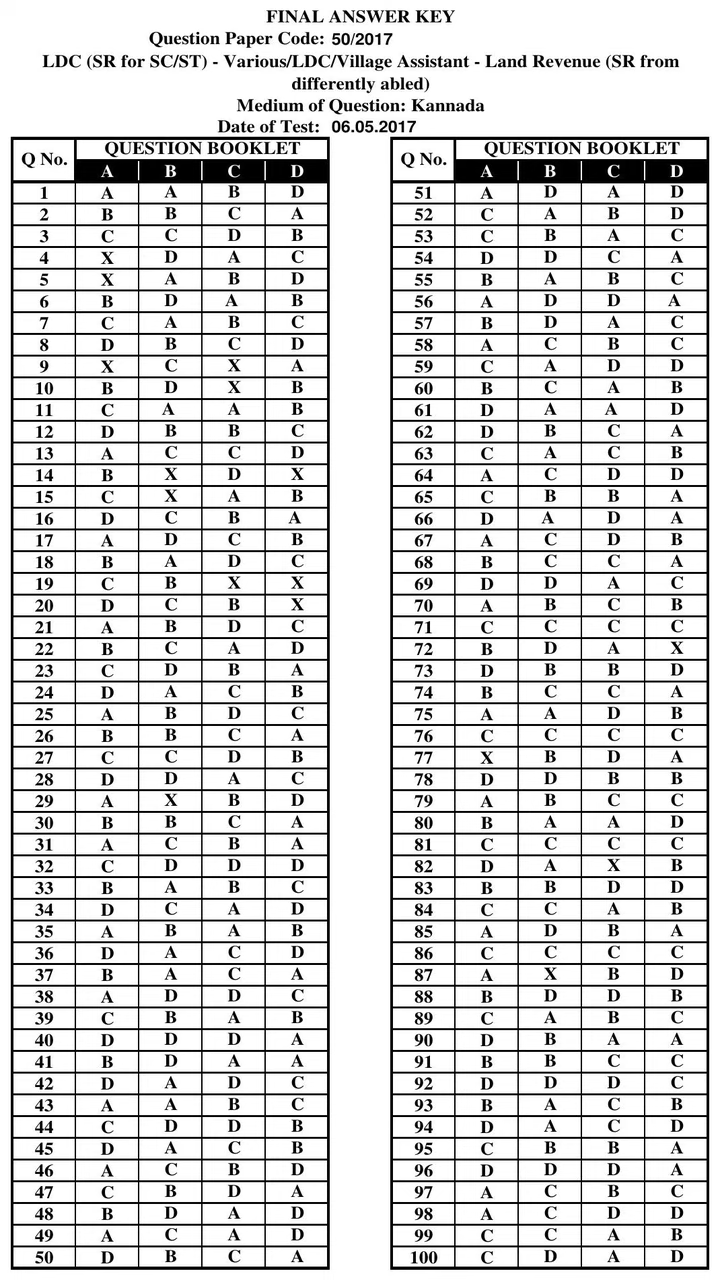 FINAL ANSWER KEY
Question Paper Code: 50/2017
LDC (SR for SC/ST) - Various/LDC/Village Assistant - Land Revenue (SR from
differently abled)
Medium of Question: Kannada
Date of Test: 06.05.2017
Q No. QUESTION BOOKLET
A B C D
1 A A B D
2 B B C A
3 C C D B
4 X D A C
5 X A B D
6 B D A B
7 C A B C
8 D B C D
9 X C X A
10 B D X B
11 C A A B
12 D B B C
13 A C C D
14 B X D X
15 C X A B
16 D C B A
17 A D C B
18 B A D C
19 C B X X
20 D C B X
21 A B D C
22 B C A D
23 C D B A
24 D A C B
25 A B D C
26 B B C A
27 C C D B
28 D D A C
29 A X B D
30 B B C A
31 A C B A
32 C D D D
33 B A B C
34 D C A D
35 A B A B
36 D A C D
37 B A C A
38 A D D C
39 C B A B
40 D D D A
41 B D A A
42 D A D C
43 A A B C
44 C D D B
45 D A C B
46 A C B D
47 C B D A
48 B D A D
49 A C A D
50 D B C A
Q No. QUESTION BOOKLET
A B C D
51 A D A D
52 C A B D
53 C B A C
54 D D C A
55 B A B C
56 A D D A
57 B D A C
58 A C B C
59 C A D D
60 B C A B
61 D A A D
62 D B C A
63 C A C B
64 A C D D
65 C B B A
66 D A D A
67 A C D B
68 B C C A
69 D D A C
70 A B C B
71 C C C C
72 B D A X
73 D B B D
74 B C C A
75 A A D B
76 C C C C
77 X B D A
78 D D B B
79 A B C C
80 B A A D
81 C C C C
82 D A X B
83 B B D D
84 C C A B
85 A D B A
86 C C C C
87 A X B D
88 B D D B
89 C A B C
90 D B A A
91 B B C C
92 D D D C
93 B A C B
94 D A C D
95 C B B A
96 D D D A
97 A C B C
98 A C D D
99 C C A B
100 C D A D